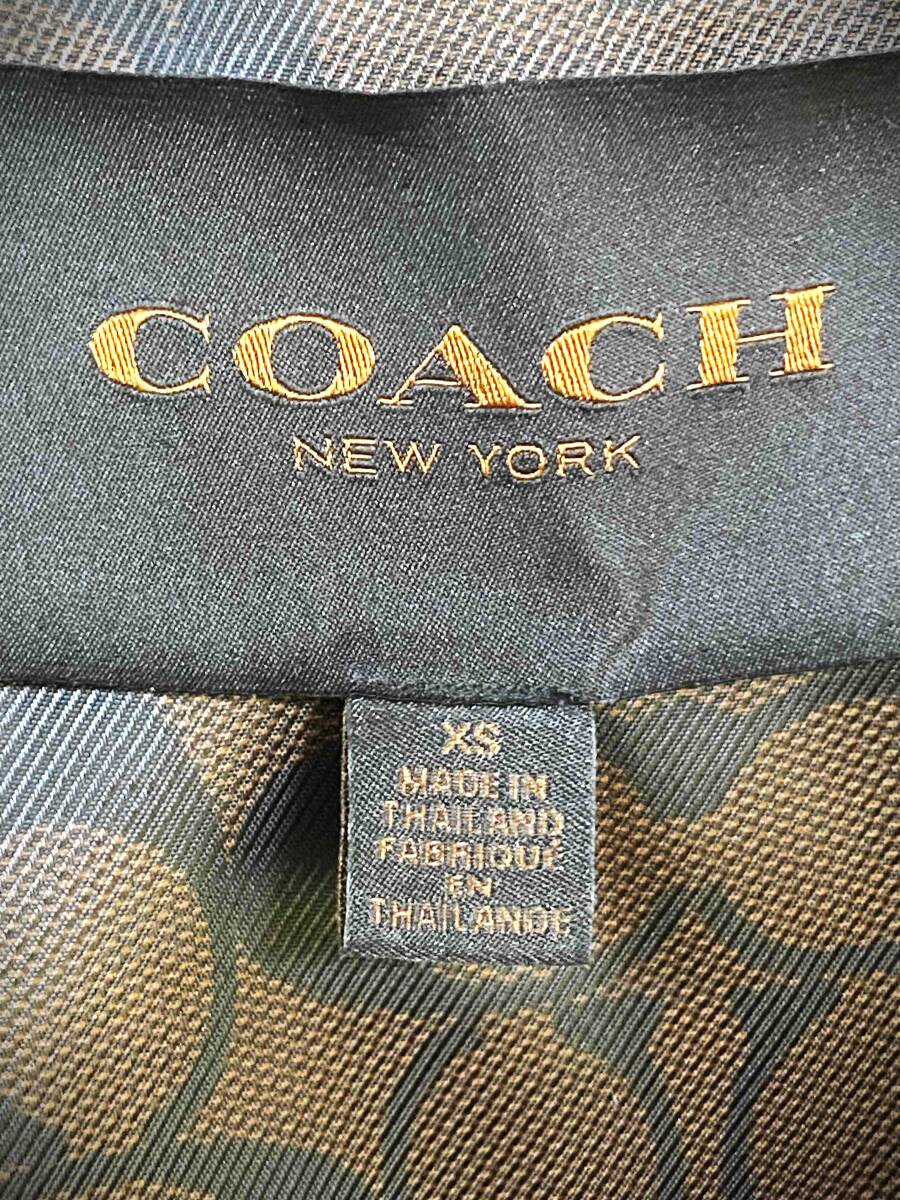 COACH
NEW YORK
XS
MADE IN
THAILAND
FABRIQUÉ
EN
THAILANDE